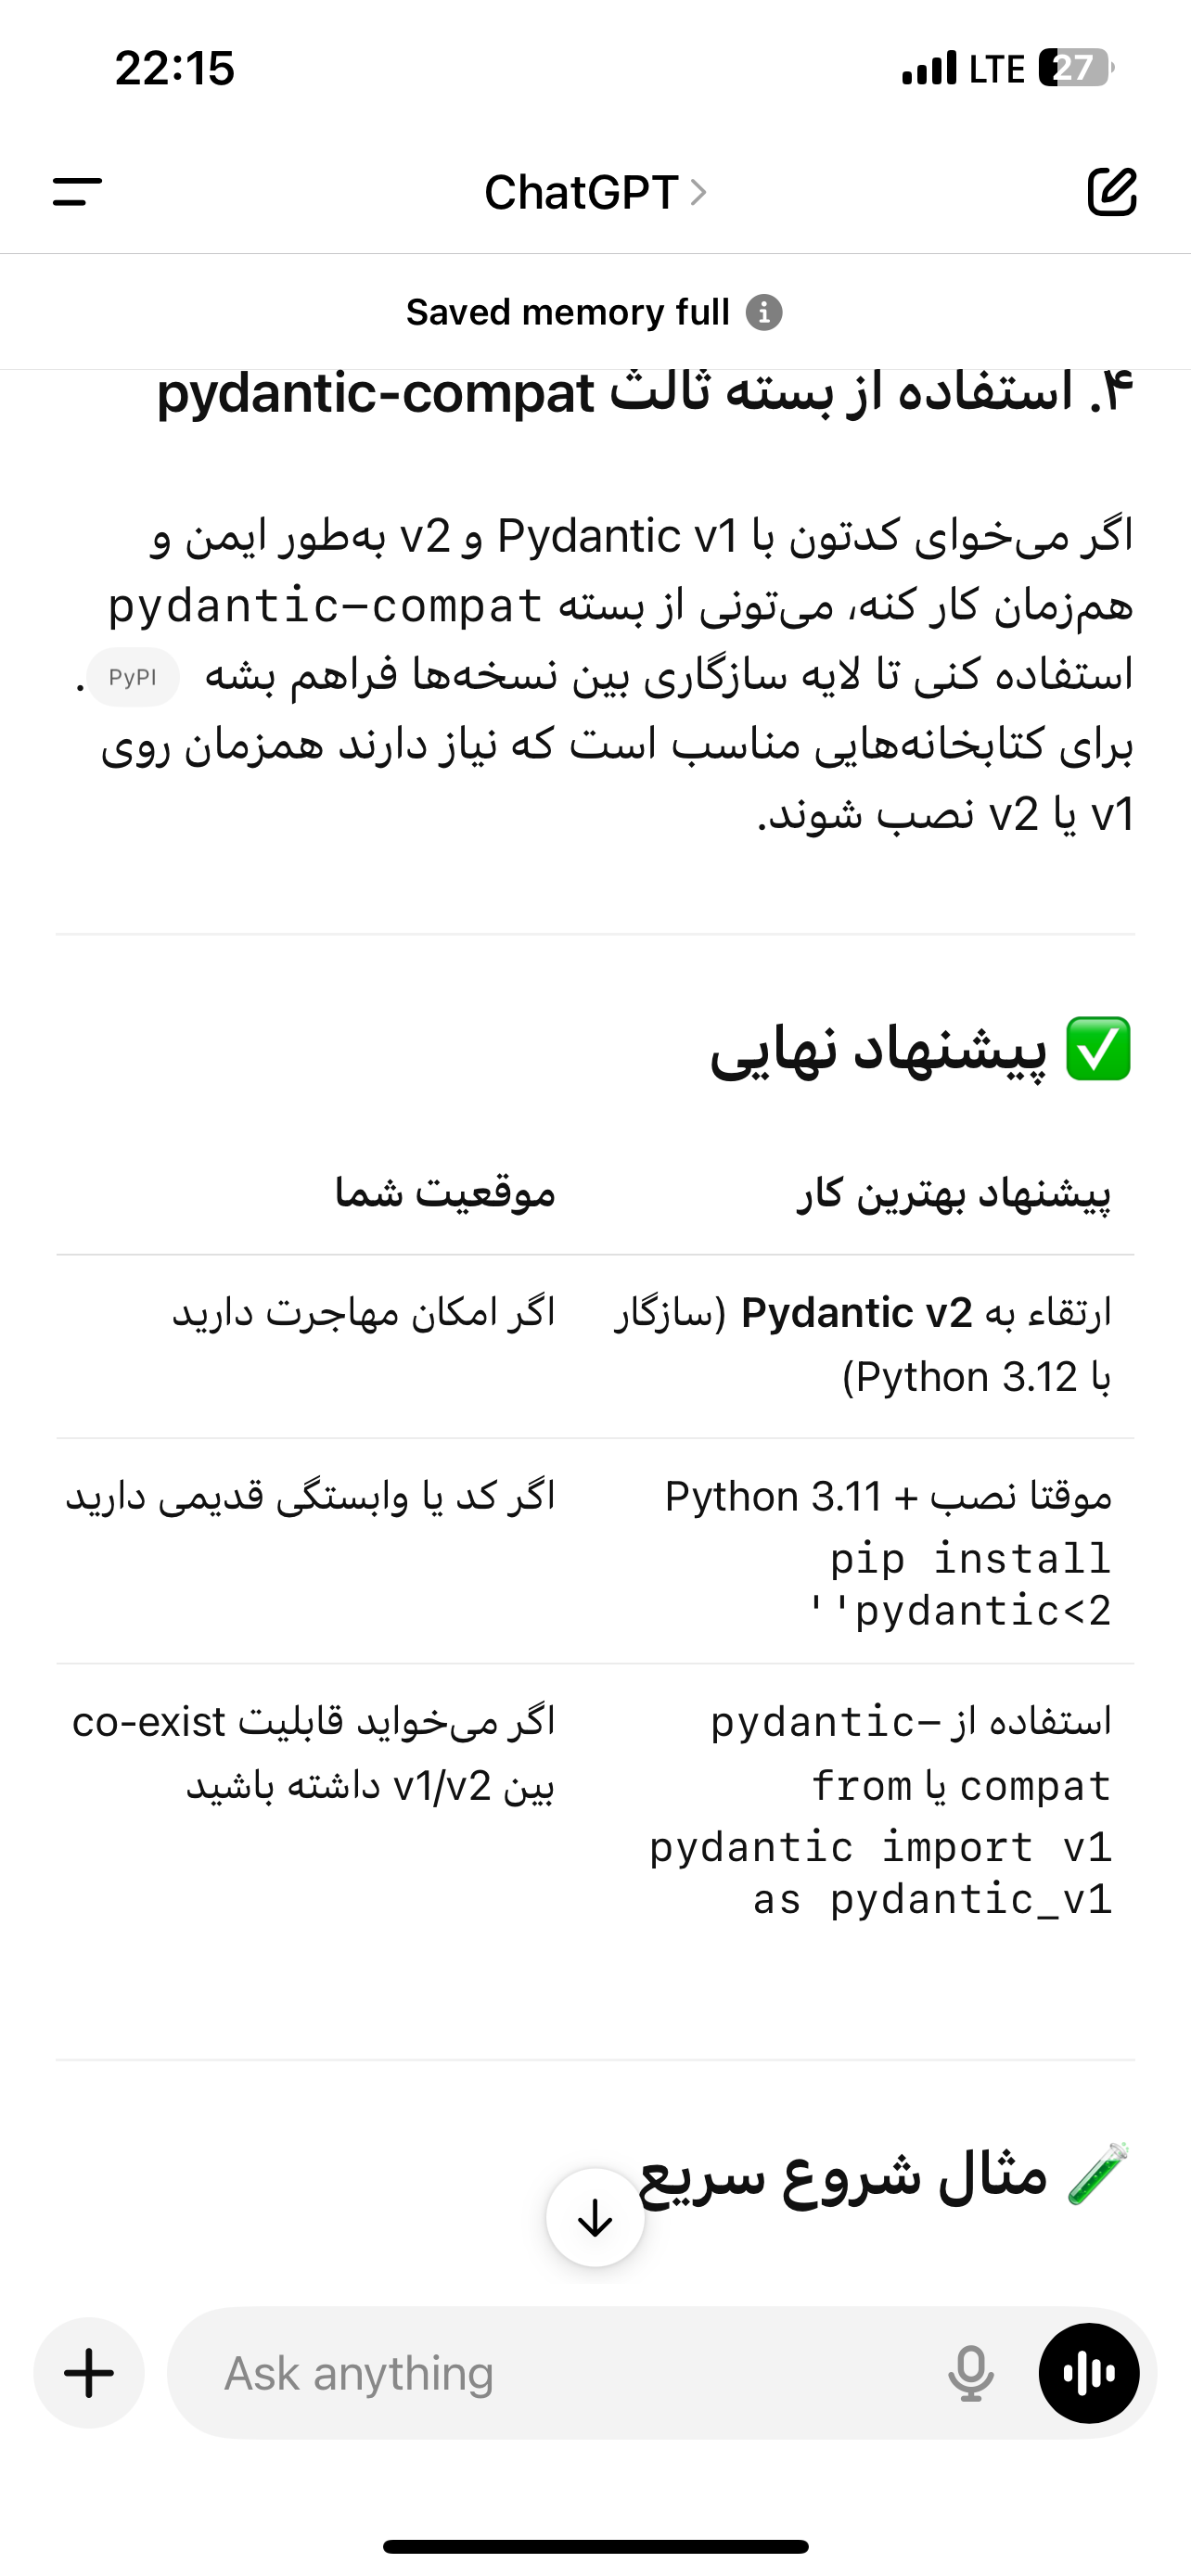 22:15
LTE 27
ChatGPT
Saved memory full
۴. استفاده از بسته ثالث pydantic-compat
اگر می‌خوای کدتون با Pydantic v1 و v2 به‌طور ایمن و
هم‌زمان کار کنه، می‌تونی از بسته pydantic-compat
استفاده کنی تا لایه سازگاری بین نسخه‌ها فراهم بشه PyPI.
برای کتابخانه‌هایی مناسب است که نیاز دارند همزمان روی
v1 یا v2 نصب شوند.
✅ پیشنهاد نهایی
پیشنهاد بهترین کار
موقعیت شما
ارتقاء به Pydantic v2 (سازگار
با Python 3.12)
اگر امکان مهاجرت دارید
موقتا نصب Python 3.11 +
pip install
'pydantic<2'
اگر کد یا وابستگی قدیمی دارید
استفاده از pydantic-
compat یا from
pydantic import v1
as pydantic_v1
اگر می‌خواید قابلیت co-exist
بین v1/v2 داشته باشید
🧪 مثال شروع سریع
Ask anything